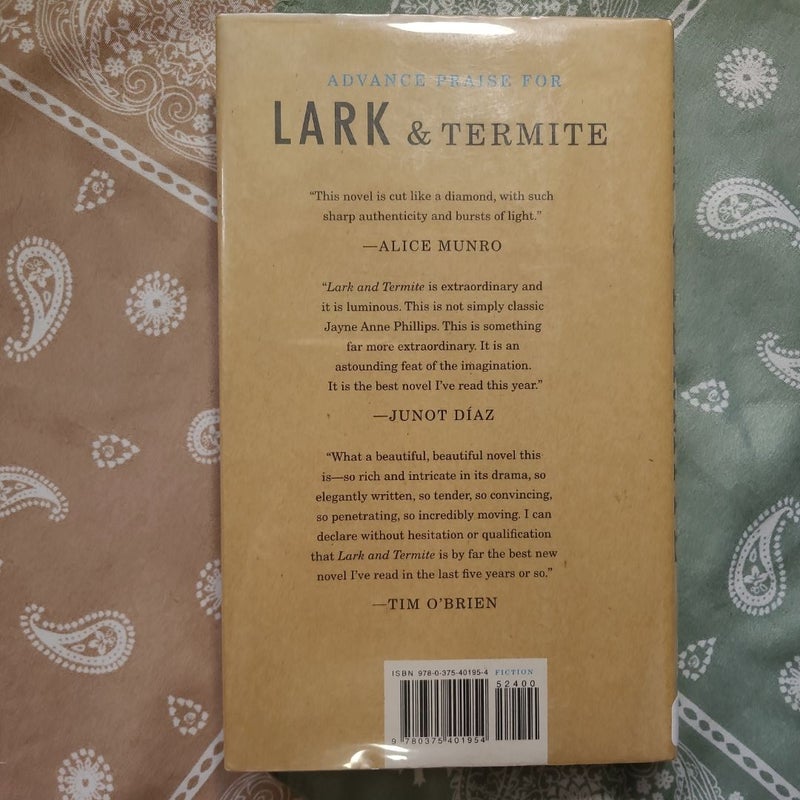 ADVANCE PRAISE FOR
LARK & TERMITE
“This novel is cut like a diamond, with such
sharp authenticity and bursts of light.”
—ALICE MUNRO
“Lark and Termite is extraordinary and
it is luminous. This is not simply classic
Jayne Anne Phillips. This is something
far more extraordinary. It is an
astounding feat of the imagination.
It is the best novel I’ve read this year.”
—JUNOT DÍAZ
“What a beautiful, beautiful novel this
is—so rich and intricate in its drama, so
elegantly written, so tender, so convincing,
so penetrating, so incredibly moving. I can
declare without hesitation or qualification
that Lark and Termite is by far the best new
novel I’ve read in the last five years or so.”
—TIM O’BRIEN
ISBN 978-0-375-40195-4 FICTION
52400
9 780375 401954